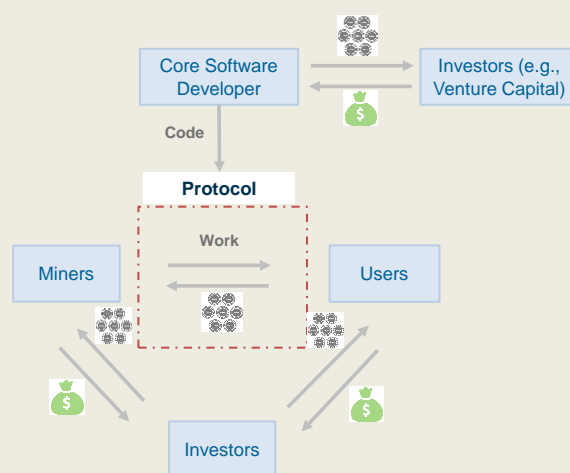 Core Software
Developer
Investors (e.g.,
Venture Capital)
$
Code
Protocol
Work
Miners
Users
$
$
Investors